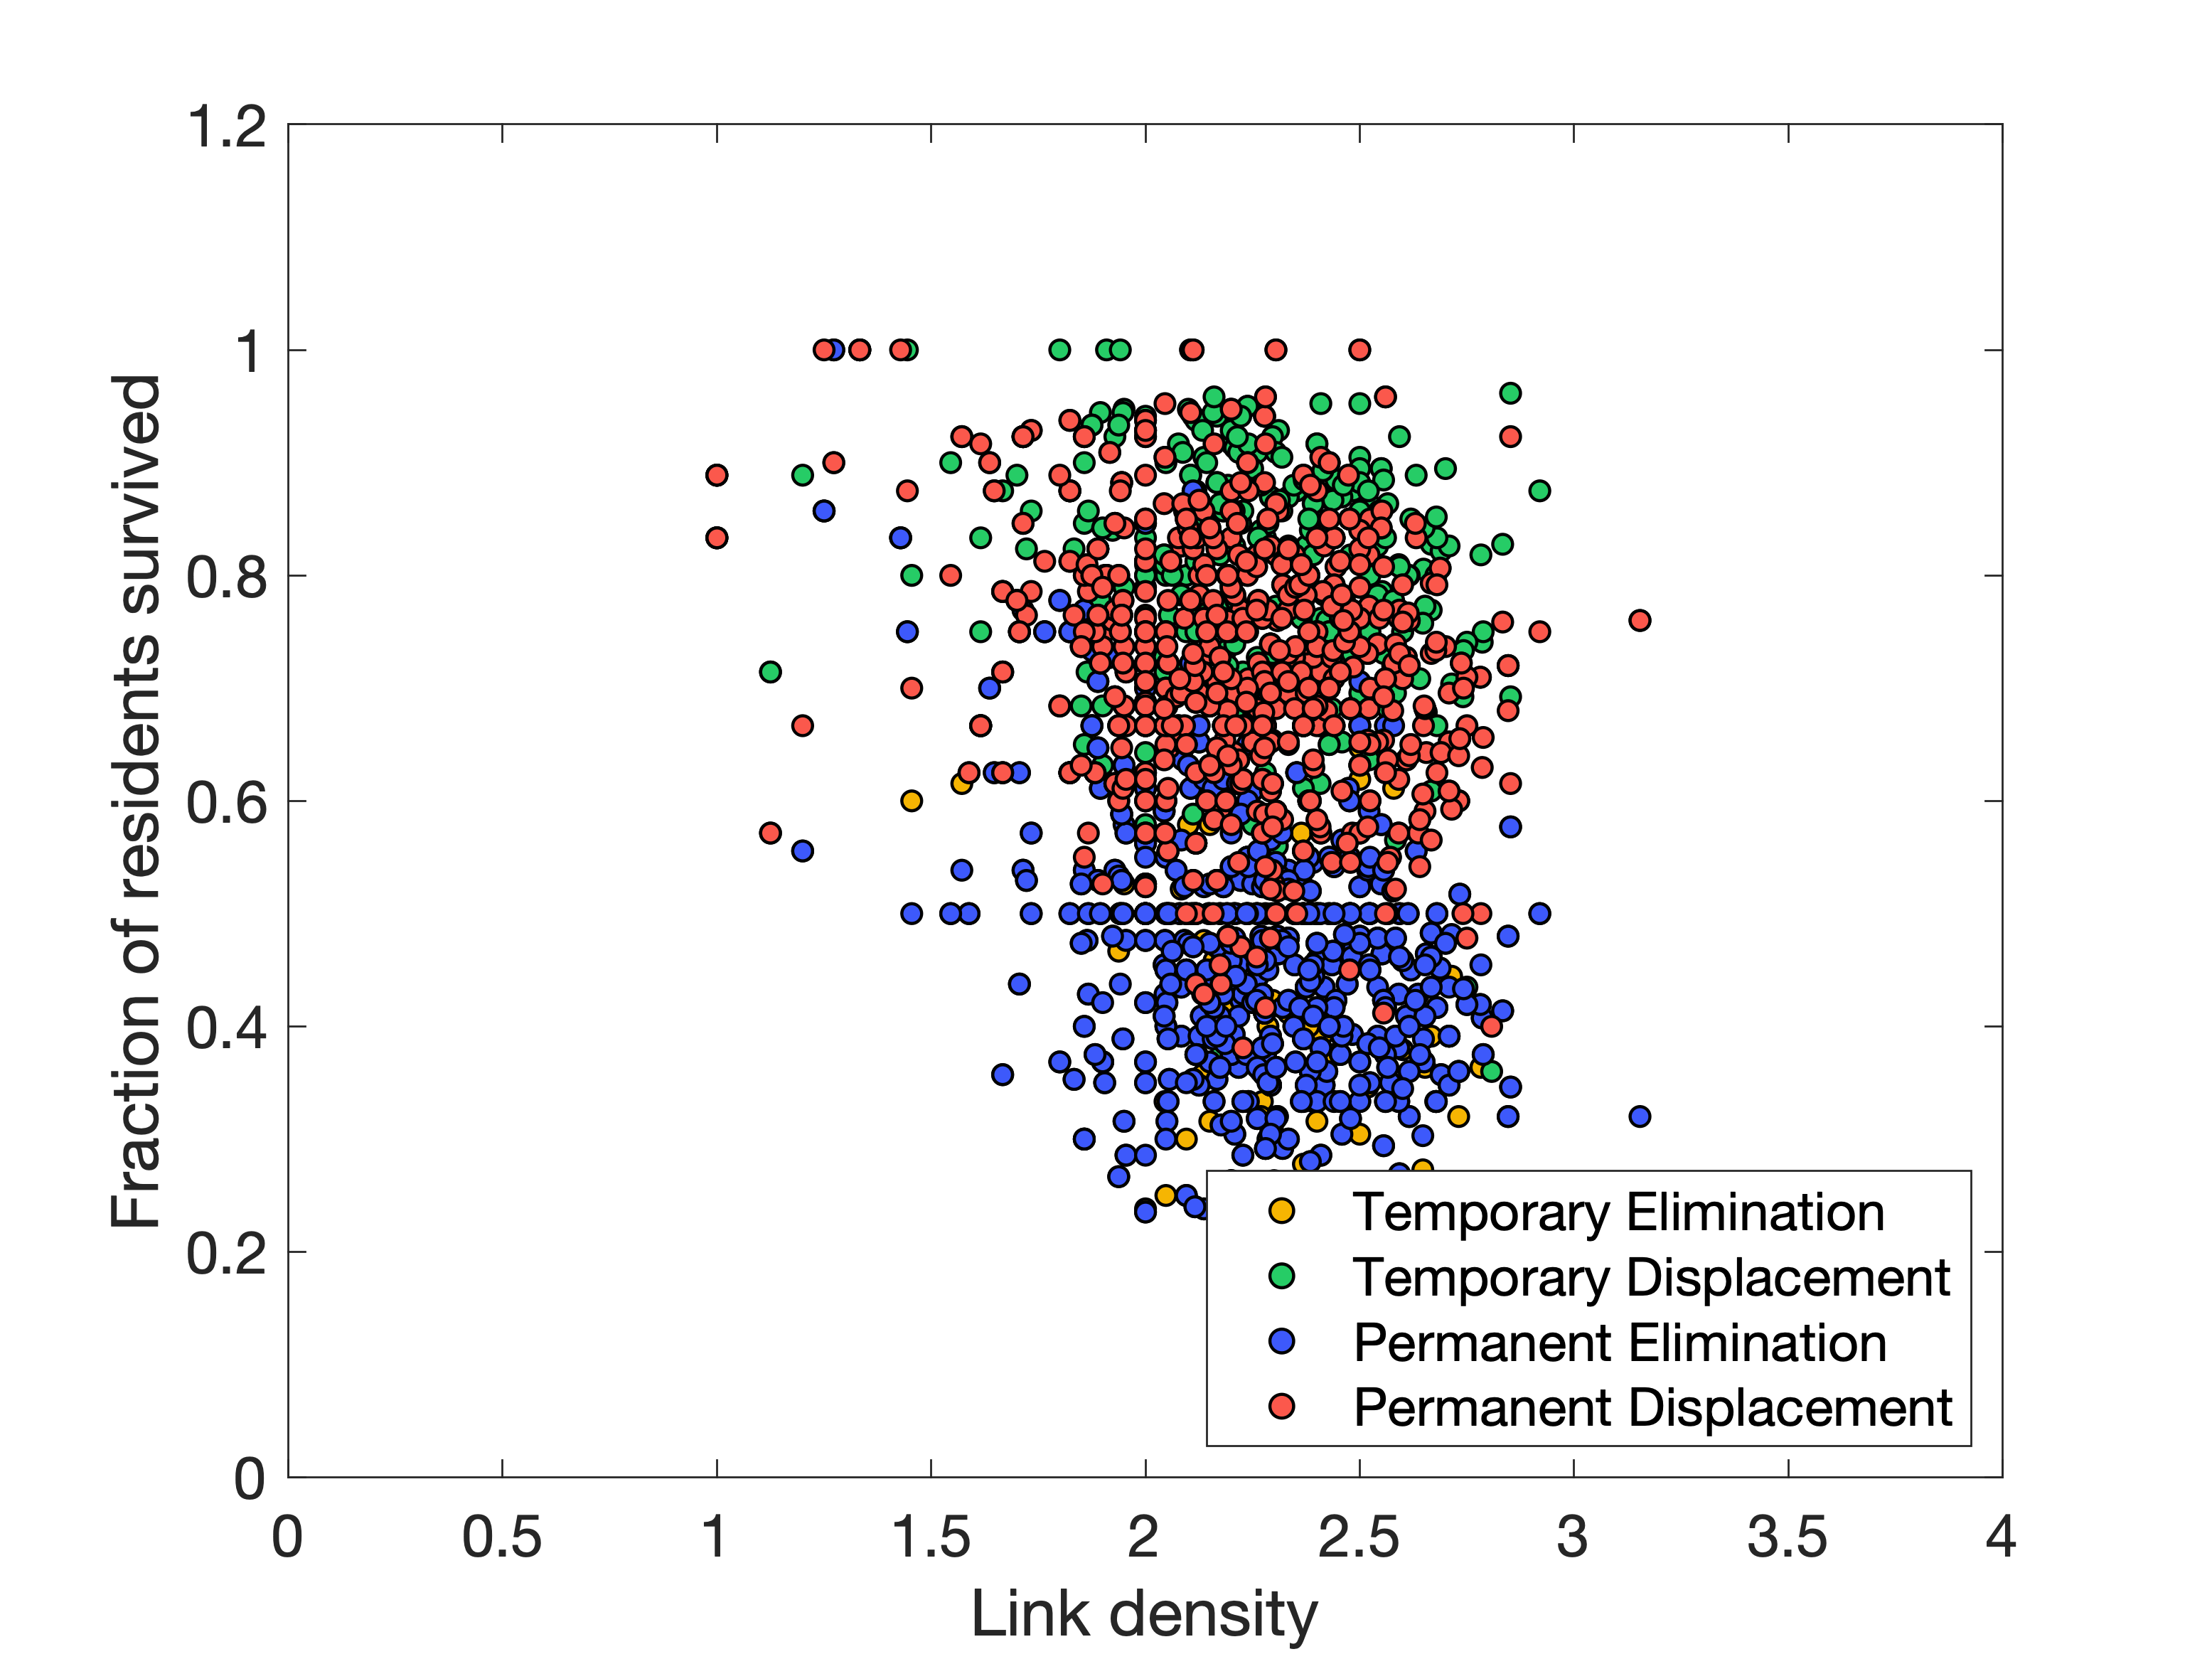 Fraction of residents survived
1.2
1
0.8
0.6
0.4
0.2
0
Temporary Elimination
Temporary Displacement
Permanent Elimination
Permanent Displacement
0 0.5 1 1.5 2 2.5 3 3.5 4
Link density